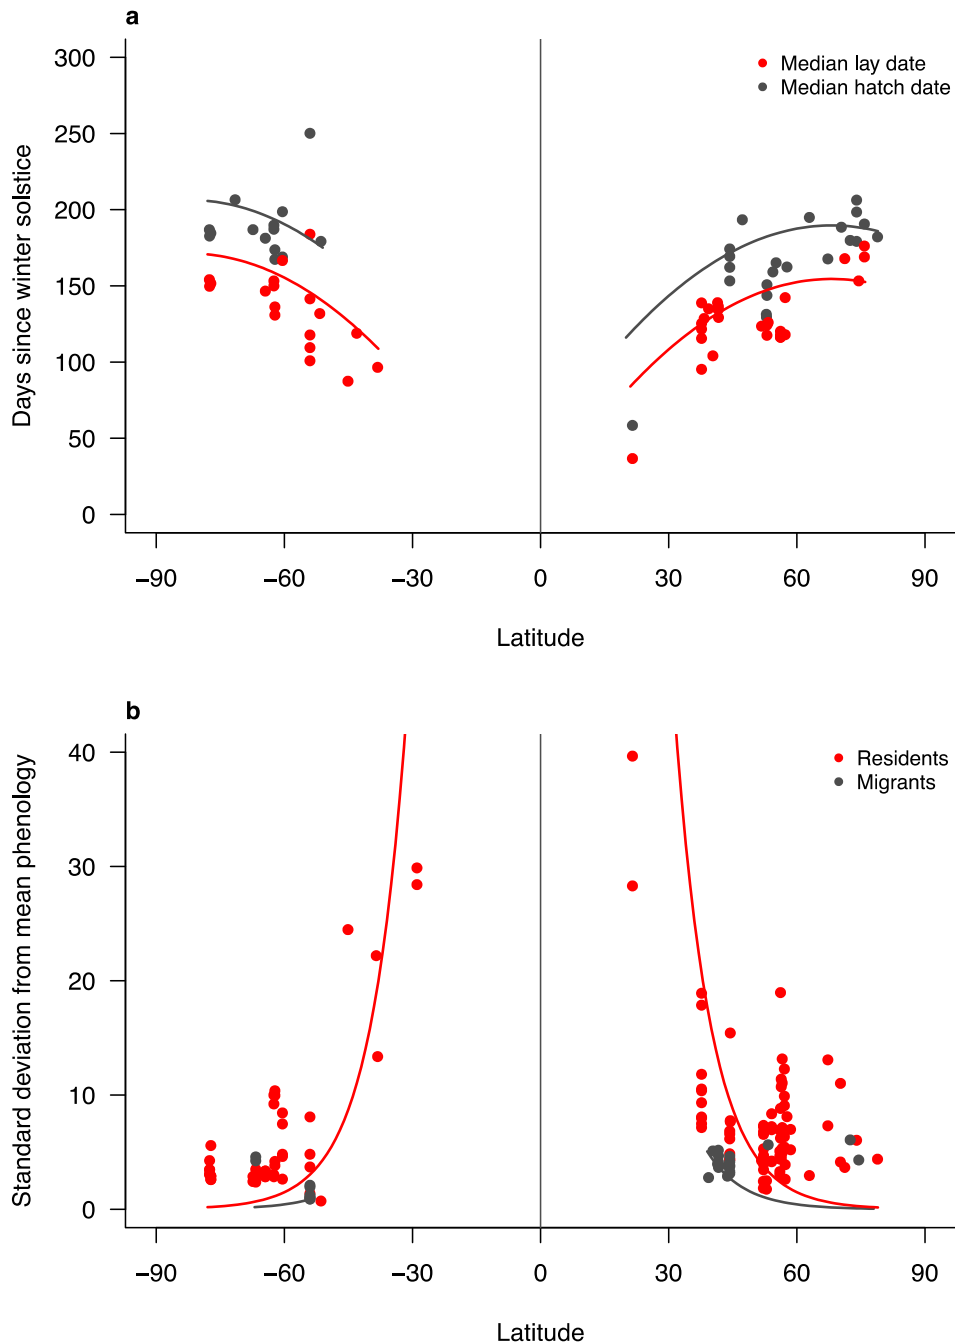 a
300
250
200
150
100
50
0
Days since winter solstice
Median lay date
Median hatch date
−90 −60 −30 0 30 60 90
Latitude
b
40
30
20
10
0
Standard deviation from mean phenology
Residents
Migrants
−90 −60 −30 0 30 60 90
Latitude